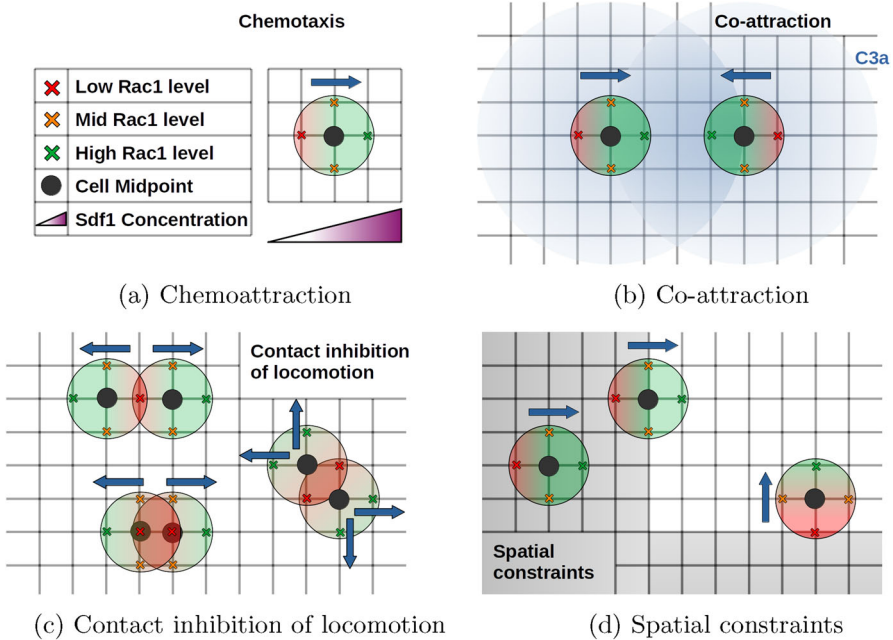 Chemotaxis
Low Rac1 level
Mid Rac1 level
High Rac1 level
Cell Midpoint
Sdf1 Concentration
(a) Chemoattraction
Co-attraction
C3a
(b) Co-attraction
Contact inhibition
of locomotion
(c) Contact inhibition of locomotion
Spatial
constraints
(d) Spatial constraints